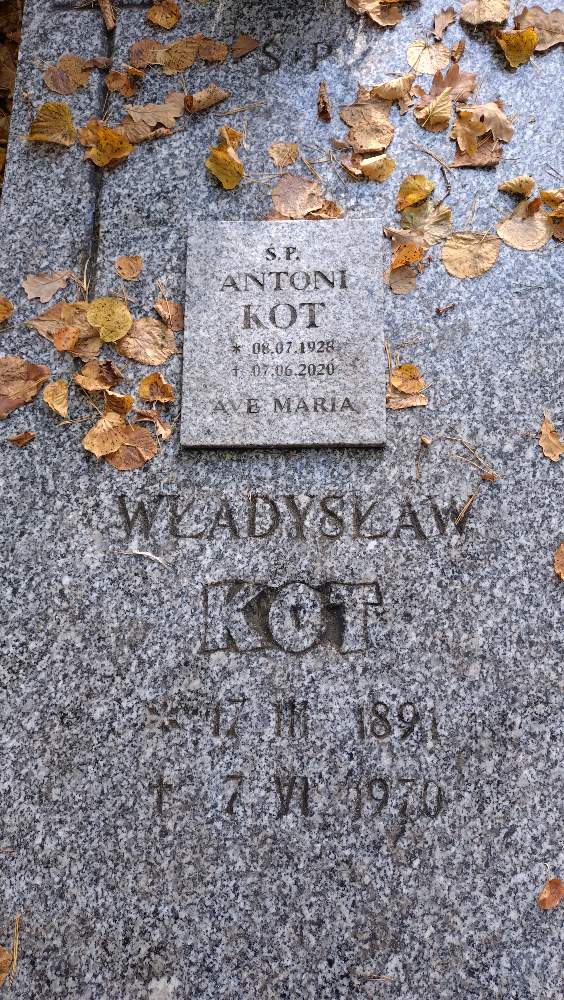 S P
S.P.
ANTONI
KOT
* 08.07.1928
† 07.06.2020
AVE MARIA
WŁADYSŁAW
KOT
* 17 III 1891
† 7 VI 1970